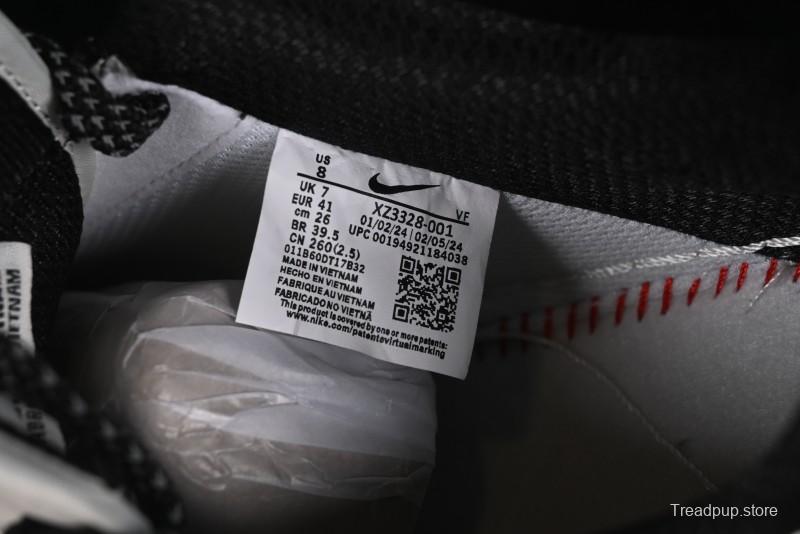 US
8
UK 7
EUR 41
cm 26
BR 39.5
CN 260(2.5)
XZ3328-001 VF
01/02/24 | 02/05/24
UPC 00194921184038
011B60DT17B32
MADE IN VIETNAM
HECHO EN VIETNAM
FABRIQUE AU VIETNAM
FABRICADO NO VIETNÃ
This product is covered by one or more patents:
www.nike.com/patentsvirtualmarking
Treadpup.store